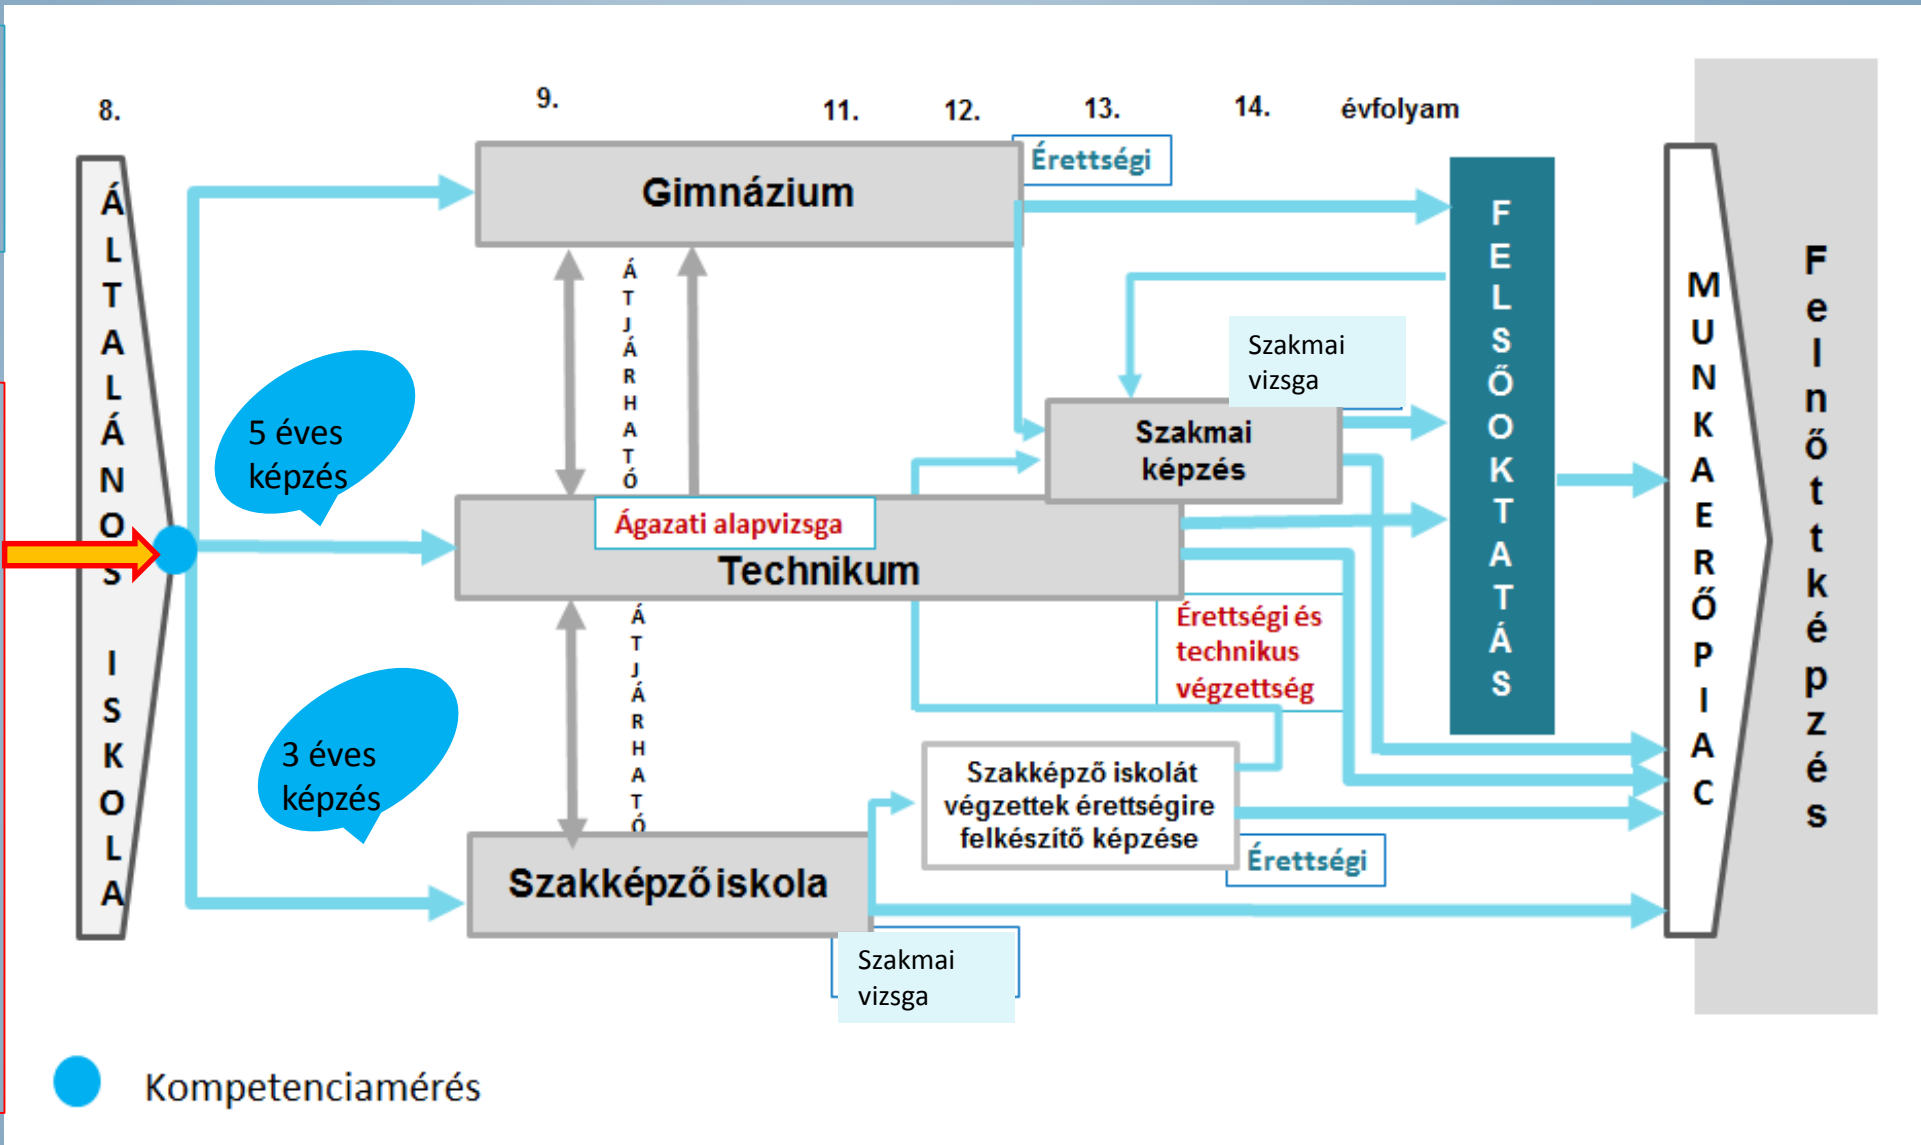 8.
9.
11.
12.
13.
14.
évfolyam
ÁLTALÁNOS ISKOLA
Gimnázium
Érettségi
ÁTJÁRHATÓ
5 éves
képzés
Szakmai
vizsga
Szakmai
képzés
Ágazati alapvizsga
Technikum
Érettségi és
technikus
végzettség
ÁTJÁRHATÓ
3 éves
képzés
Szakképző iskolát
végzettek érettségire
felkészítő képzése
Érettségi
Szakképző iskola
Szakmai
vizsga
FELSŐOKTATÁS
MUNKAERŐPIAC
Felnőttképzés
Kompetenciamérés